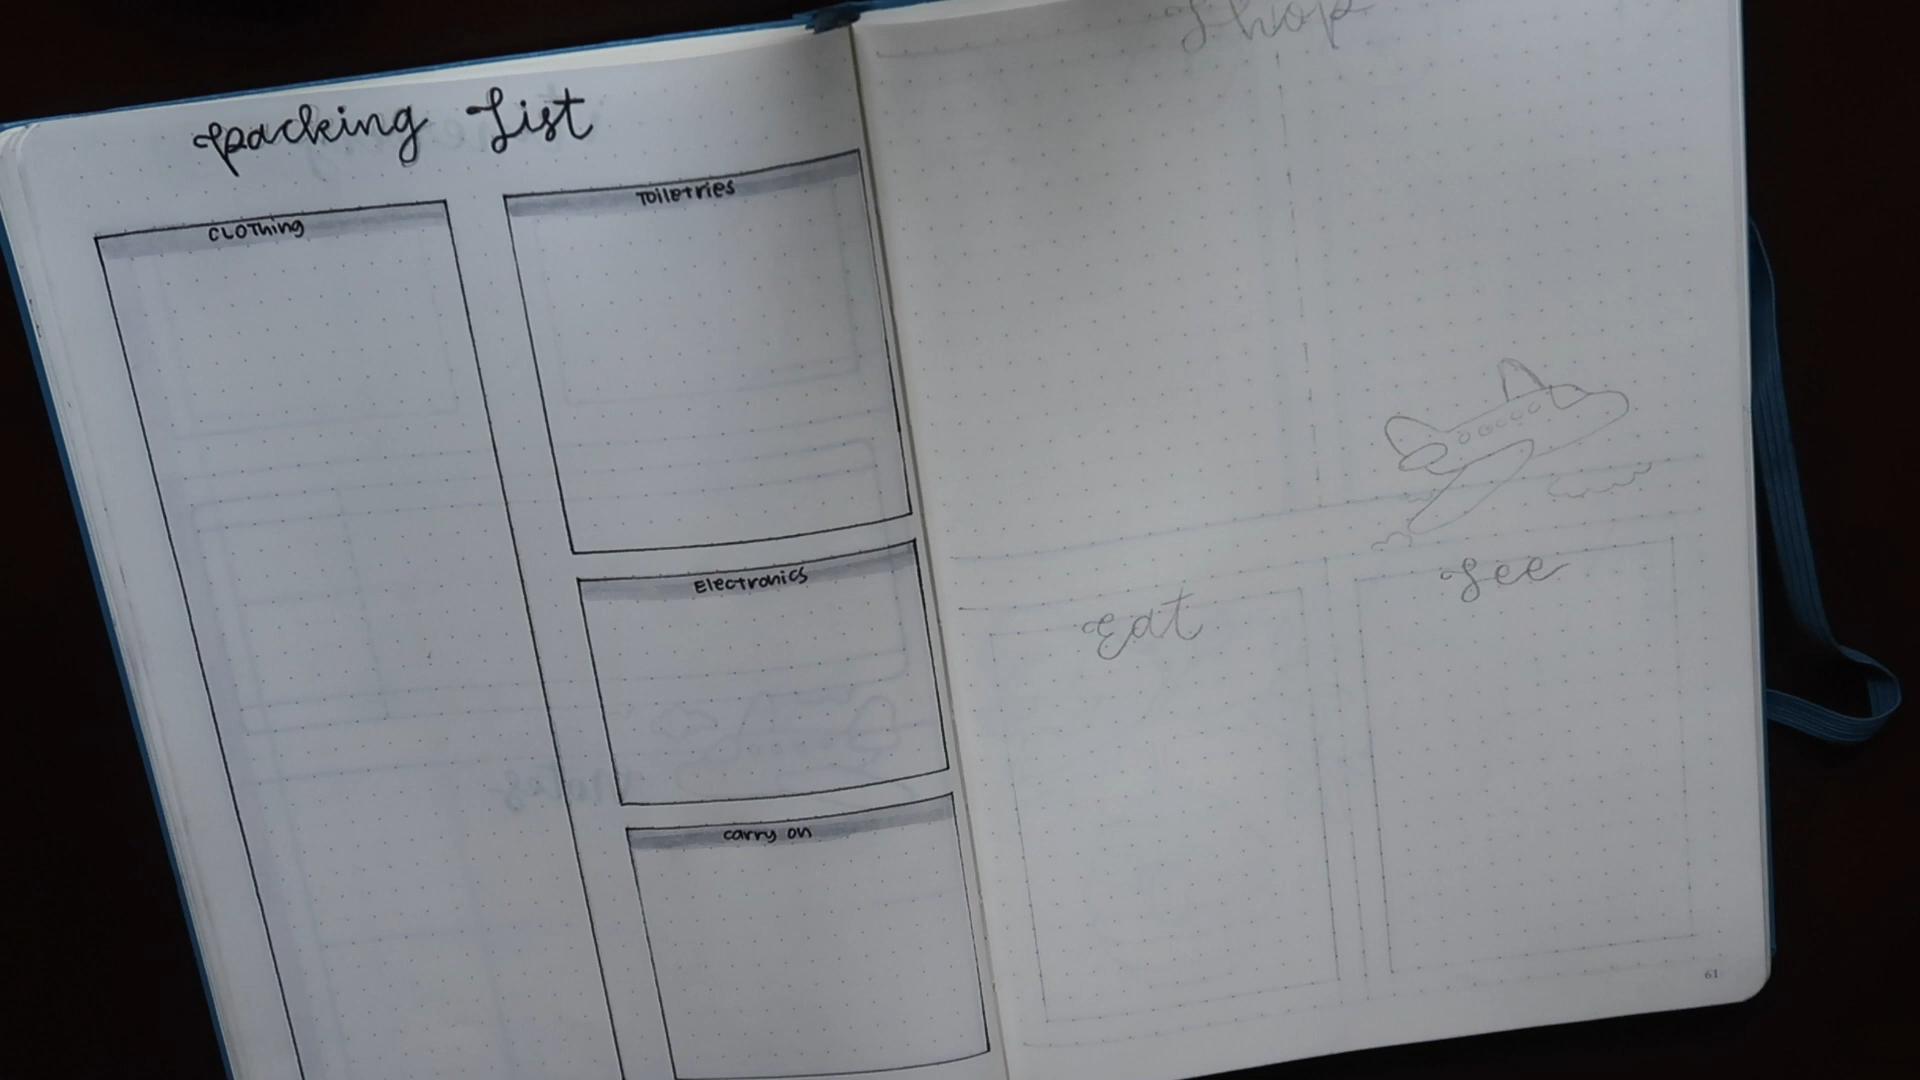 Packing List
CLOThing
Toiletries
Electronics
carry on
Shop
Eat
See
61